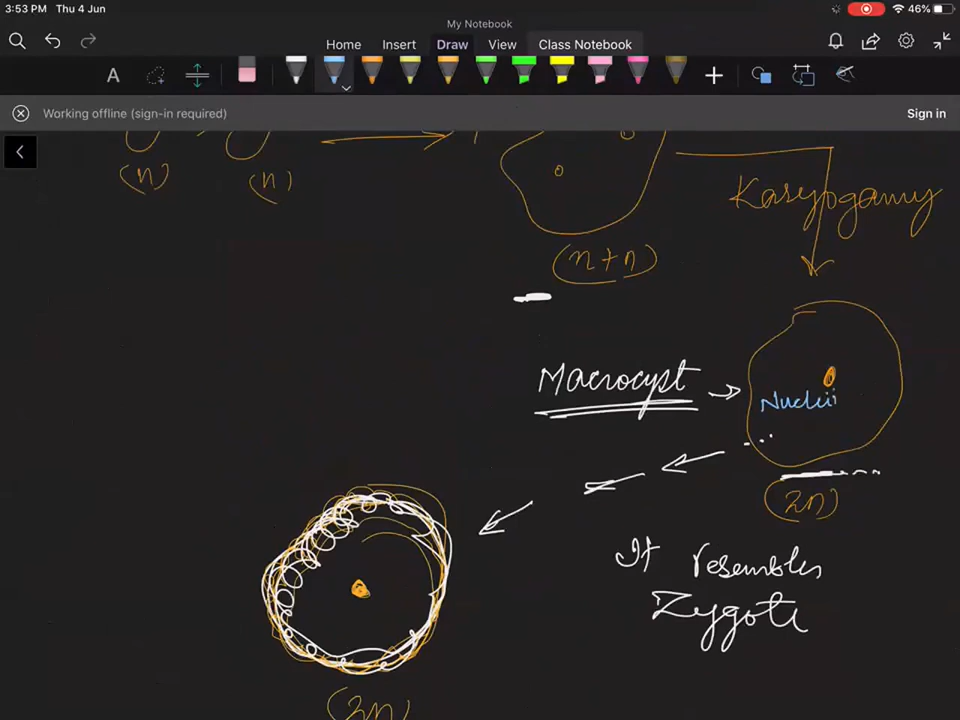 3:53 PM Thu 4 Jun
46%
My Notebook
Home Insert Draw View Class Notebook
A
Working offline (sign-in required) Sign in
(n) (n)
Karyogamy
(n+n)
Macrocyst
Nucleii
(2n)
It resembles
Zygote
(2n)